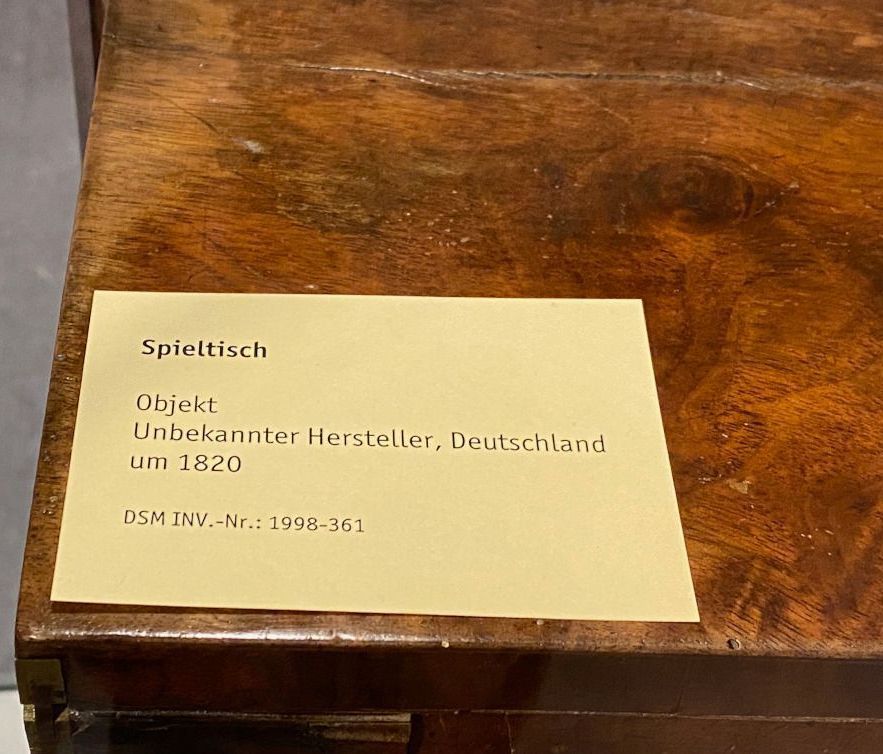 Spieltisch
Objekt
Unbekannter Hersteller, Deutschland
um 1820
DSM INV.-Nr.: 1998-361